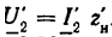 U̲₂′ = I̲₂′ z′ₙ.